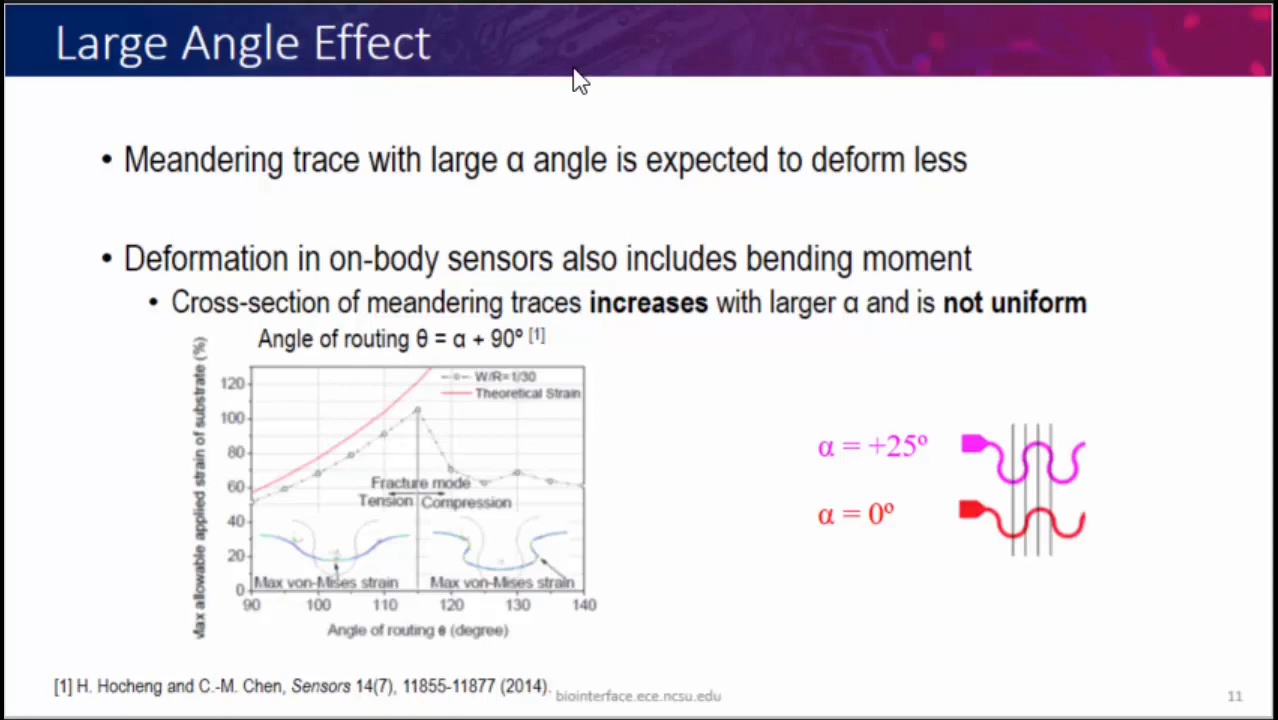 Large Angle Effect
• Meandering trace with large α angle is expected to deform less
• Deformation in on-body sensors also includes bending moment
• Cross-section of meandering traces increases with larger α and is not uniform
Angle of routing θ = α + 90º [1]
Max allowable applied strain of substrate (%)
120
100
80
60
40
20
0
W/R=1/30
Theoretical Strain
Fracture mode
Tension
Compression
Max von-Mises strain
Max von-Mises strain
90 100 110 120 130 140
Angle of routing θ (degree)
α = +25º
α = 0º
[1] H. Hocheng and C.-M. Chen, Sensors 14(7), 11855-11877 (2014).
biointerface.ece.ncsu.edu
11